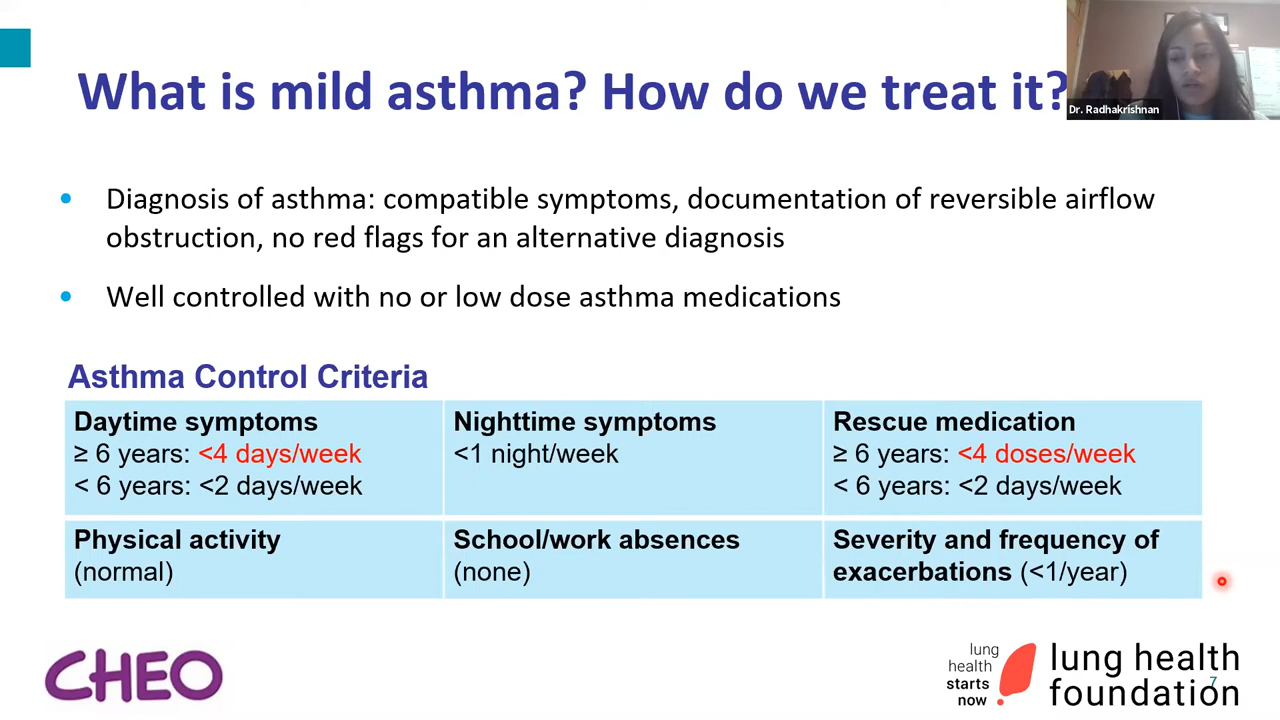 What is mild asthma? How do we treat it?
Dr. Radhakrishnan
• Diagnosis of asthma: compatible symptoms, documentation of reversible airflow
obstruction, no red flags for an alternative diagnosis
• Well controlled with no or low dose asthma medications
Asthma Control Criteria
Daytime symptoms
≥ 6 years: <4 days/week
< 6 years: <2 days/week
Nighttime symptoms
<1 night/week
Rescue medication
≥ 6 years: <4 doses/week
< 6 years: <2 days/week
Physical activity
(normal)
School/work absences
(none)
Severity and frequency of
exacerbations (<1/year)
CHEO
lung
health
starts
now
lung health
foundation
7